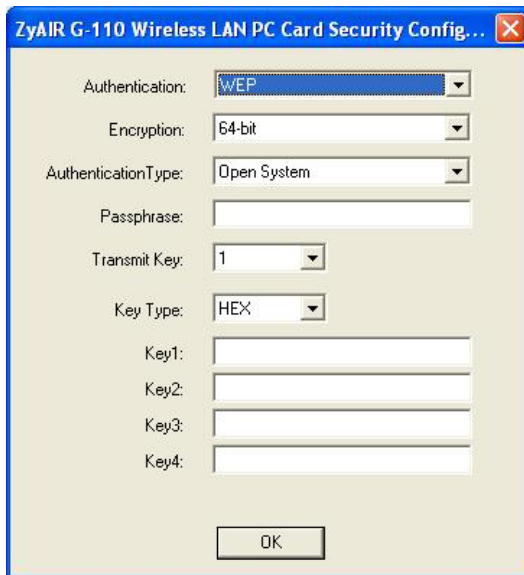 ZyAIR G-110 Wireless LAN PC Card Security Config...
Authentication: WEP
Encryption: 64-bit
AuthenticationType: Open System
Passphrase:
Transmit Key: 1
Key Type: HEX
Key1:
Key2:
Key3:
Key4:
OK